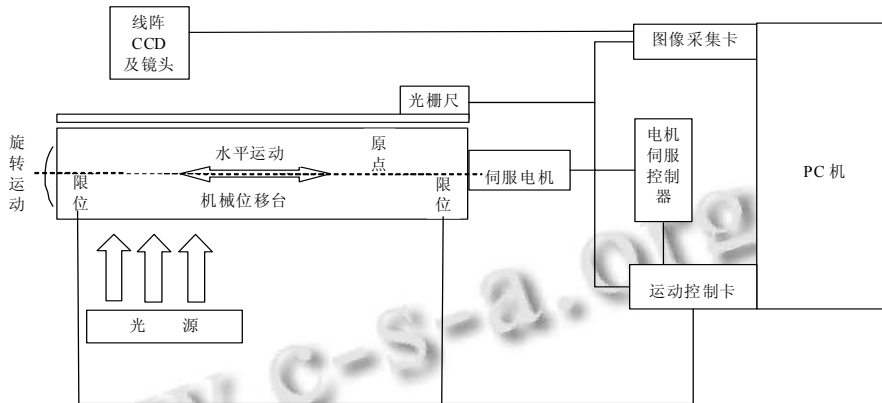 线阵
CCD
及镜头
图像采集卡
光栅尺
旋转运动
水平运动
原点
限位
机械位移台
限位
伺服电机
电机
伺服
控制
器
PC 机
运动控制卡
光 源
www.c-s-a.org